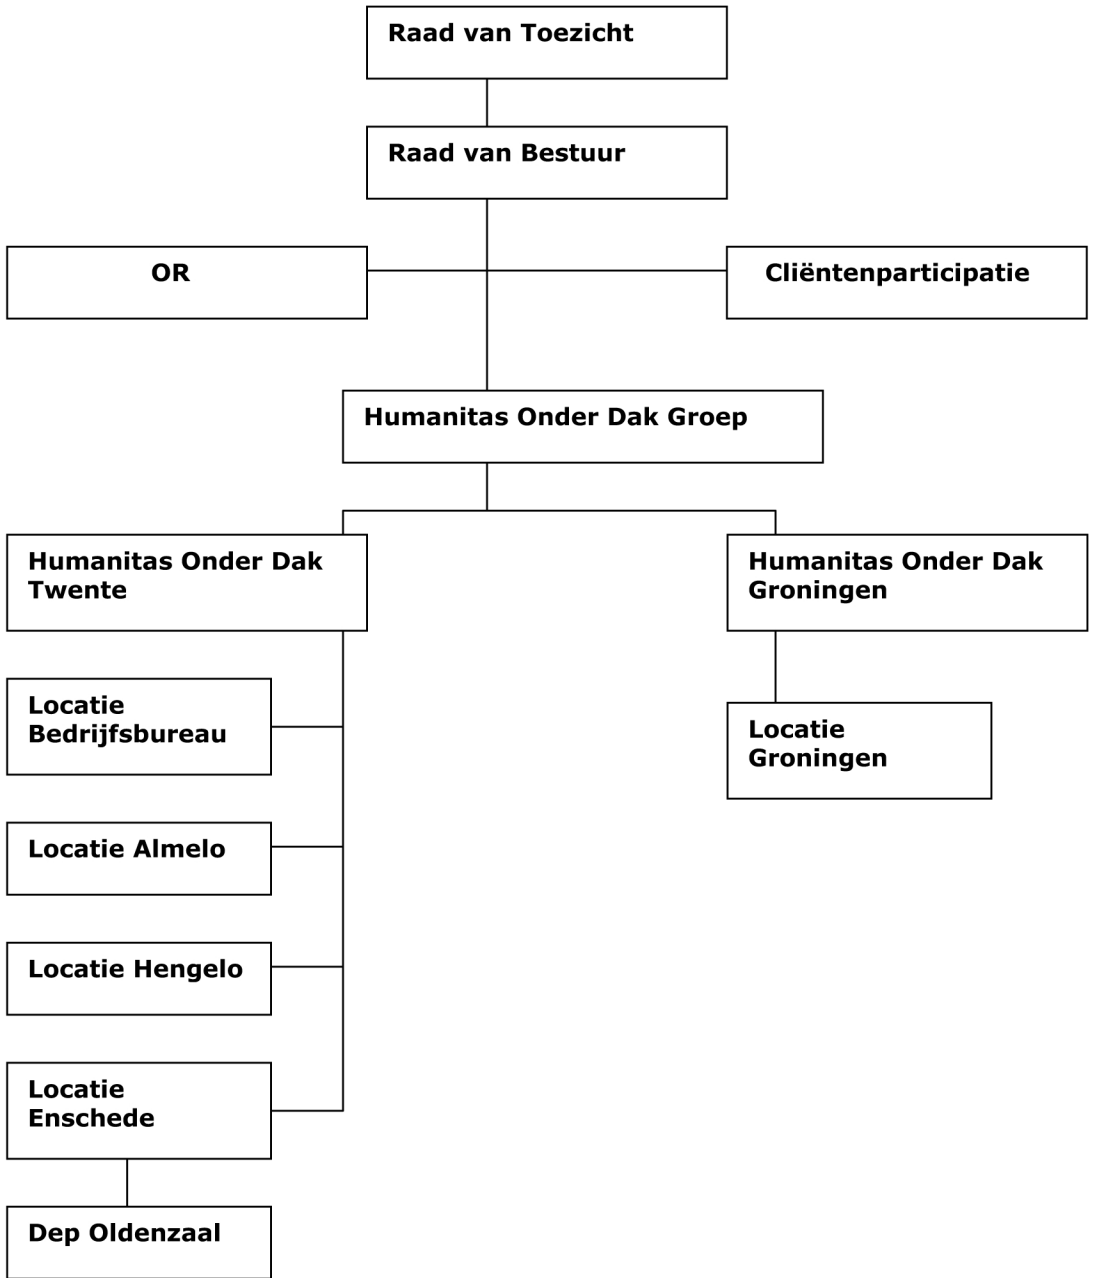 Raad van Toezicht
Raad van Bestuur
OR
Cliëntenparticipatie
Humanitas Onder Dak Groep
Humanitas Onder Dak
Twente
Humanitas Onder Dak
Groningen
Locatie
Bedrijfsbureau
Locatie
Groningen
Locatie Almelo
Locatie Hengelo
Locatie
Enschede
Dep Oldenzaal